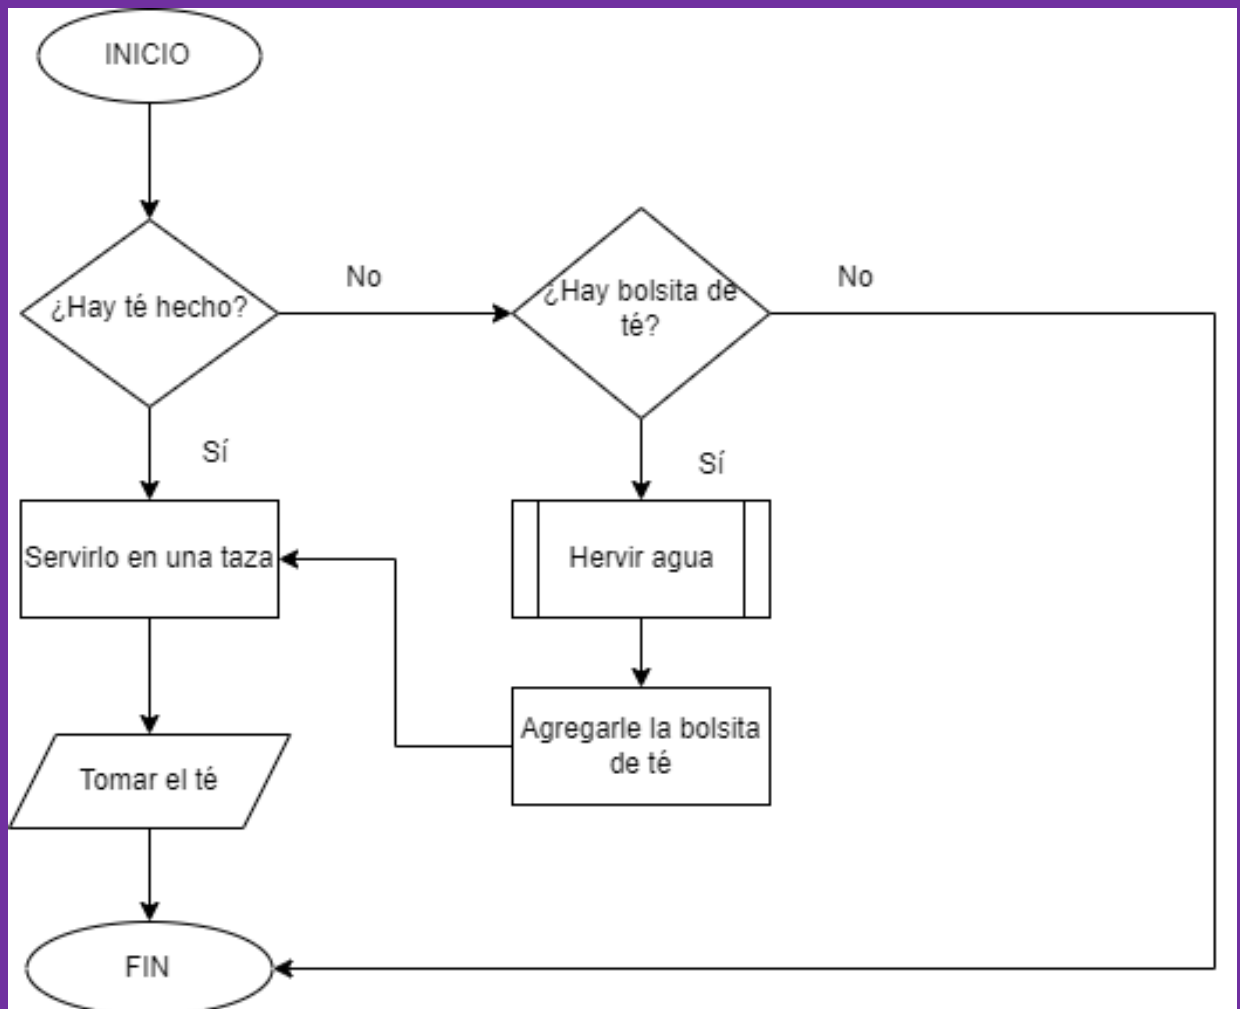 INICIO
¿Hay té hecho?
No
¿Hay bolsita de
té?
No
Sí
Sí
Servirlo en una taza
Hervir agua
Agregarle la bolsita
de té
Tomar el té
FIN